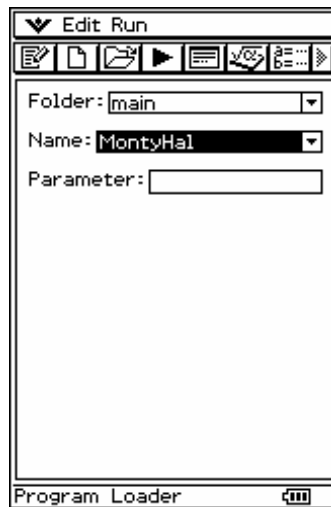 Edit Run
Folder: main
Name: MontyHal
Parameter:
Program Loader